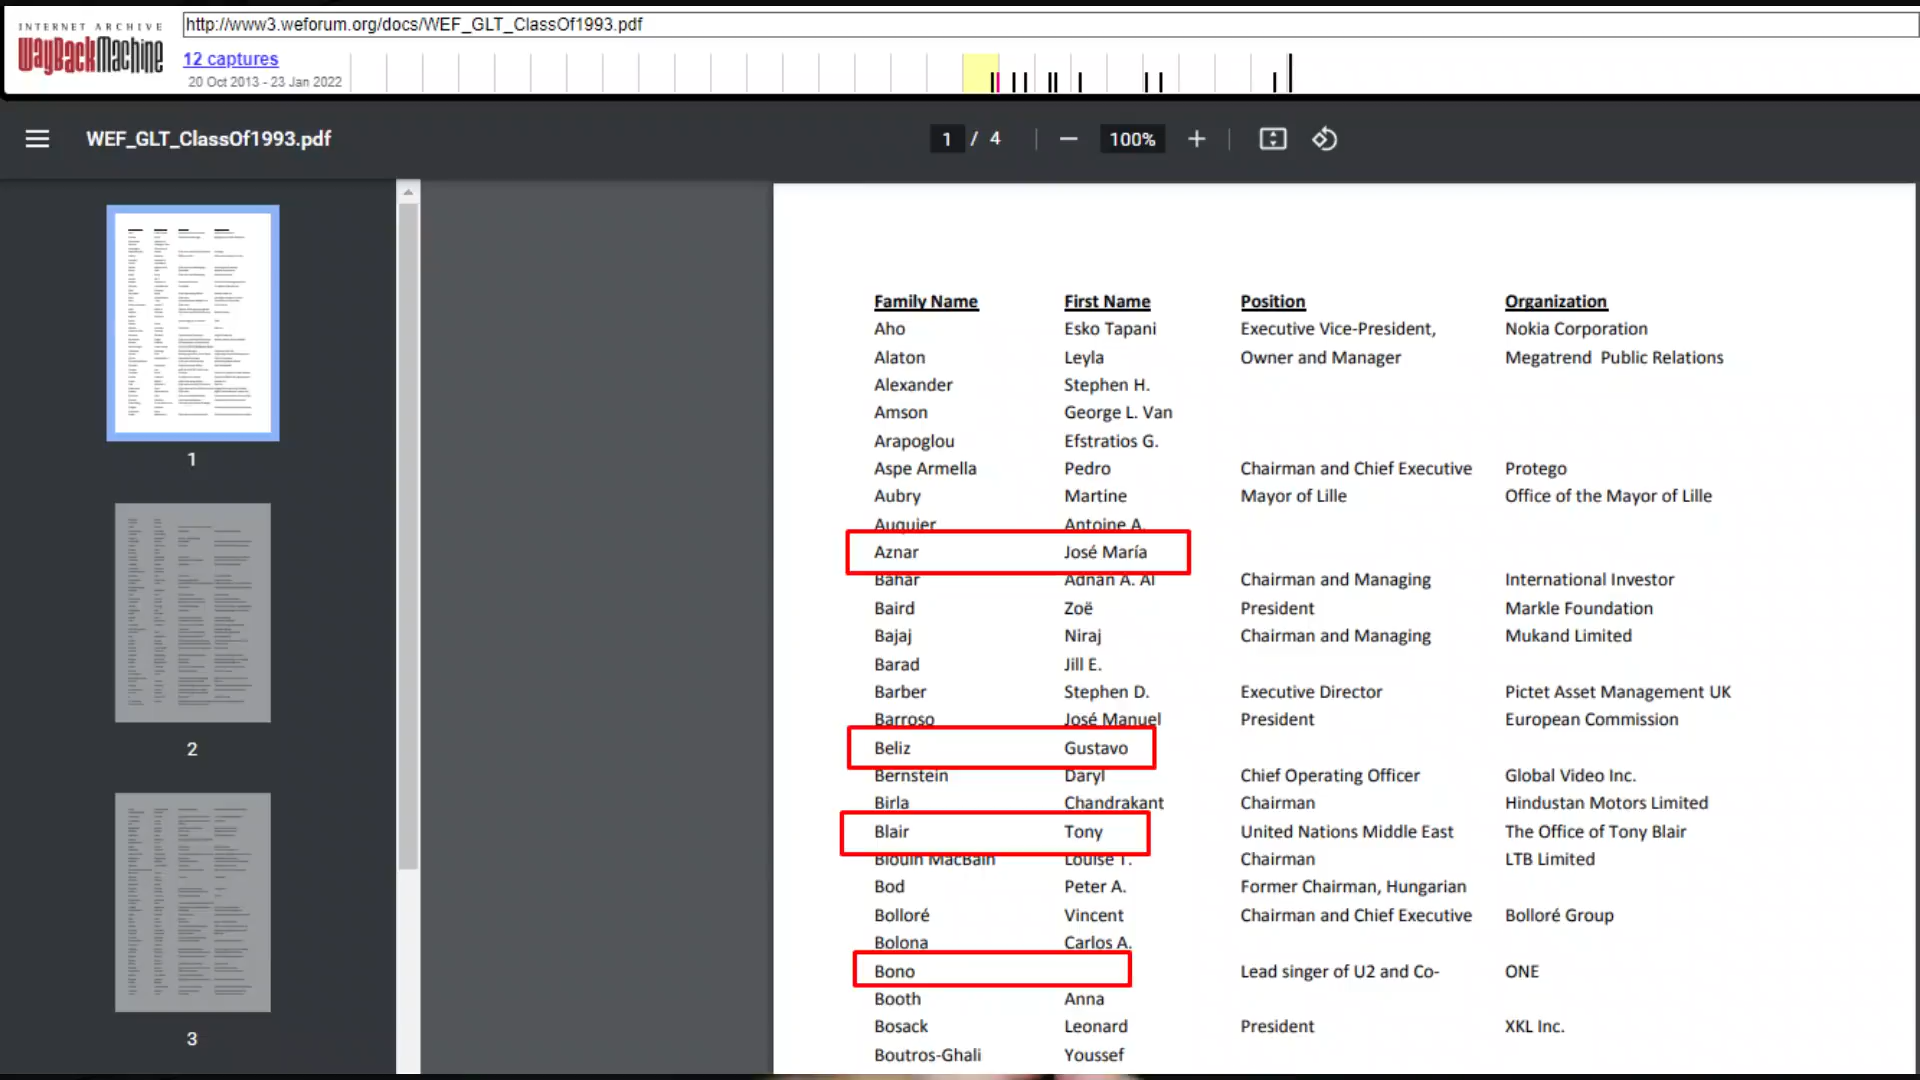 INTERNET ARCHIVE
WayBackMachine
http://www3.weforum.org/docs/WEF_GLT_ClassOf1993.pdf
12 captures
20 Oct 2013 - 23 Jan 2022
WEF_GLT_ClassOf1993.pdf
1 / 4
100%
Family Name First Name Position Organization
Aho Esko Tapani Executive Vice-President, Nokia Corporation
Alaton Leyla Owner and Manager Megatrend Public Relations
Alexander Stephen H.
Amson George L. Van
Arapoglou Efstratios G.
Aspe Armella Pedro Chairman and Chief Executive Protego
Aubry Martine Mayor of Lille Office of the Mayor of Lille
Auguier Antoine A.
Aznar José María
Bahar Adnan A. Al Chairman and Managing International Investor
Baird Zoë President Markle Foundation
Bajaj Niraj Chairman and Managing Mukand Limited
Barad Jill E.
Barber Stephen D. Executive Director Pictet Asset Management UK
Barroso José Manuel President European Commission
Beliz Gustavo
Bernstein Daryl Chief Operating Officer Global Video Inc.
Birla Chandrakant Chairman Hindustan Motors Limited
Blair Tony United Nations Middle East The Office of Tony Blair
Blouin MacBain Louise T. Chairman LTB Limited
Bod Peter A. Former Chairman, Hungarian
Bolloré Vincent Chairman and Chief Executive Bolloré Group
Bolona Carlos A.
Bono Lead singer of U2 and Co- ONE
Booth Anna
Bosack Leonard President XKL Inc.
Boutros-Ghali Youssef
1
2
3